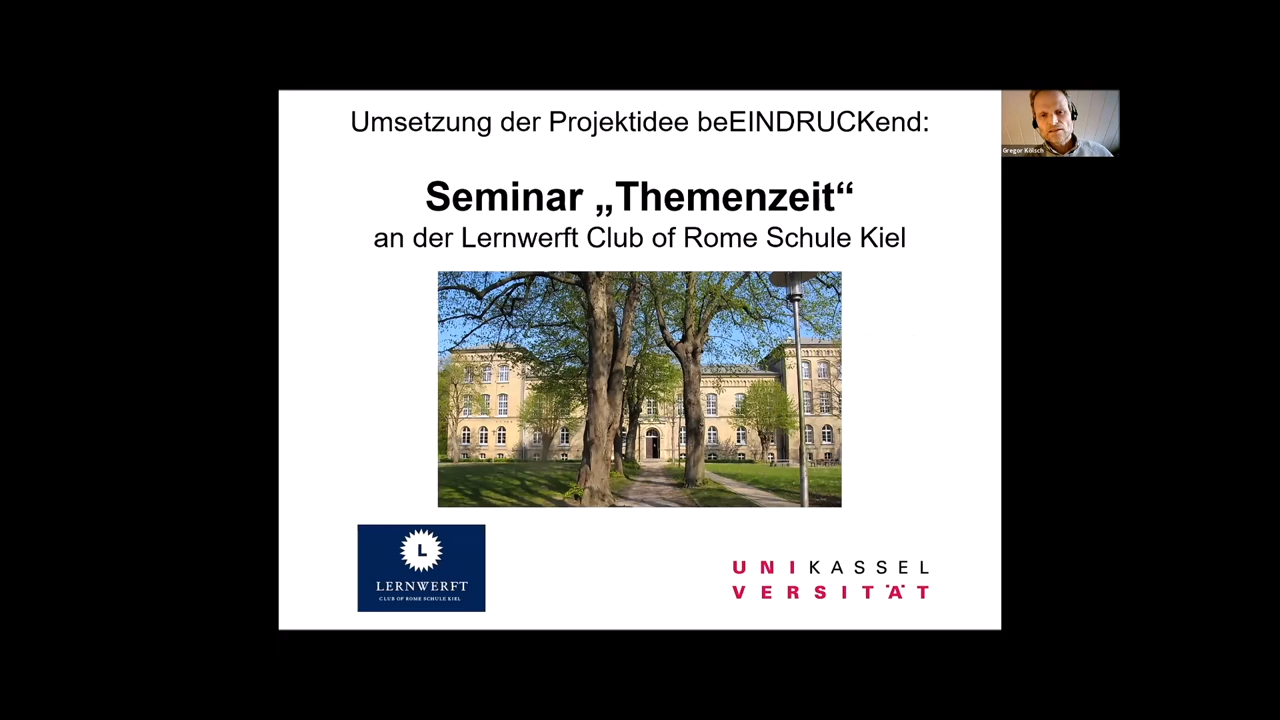 Umsetzung der Projektidee beEINDRUCKend:
Seminar „Themenzeit“
an der Lernwerft Club of Rome Schule Kiel
Gregor Kölsch
L
LERNWERFT
CLUB OF ROME SCHULE KIEL
UNIKASSEL
VERSITÄT